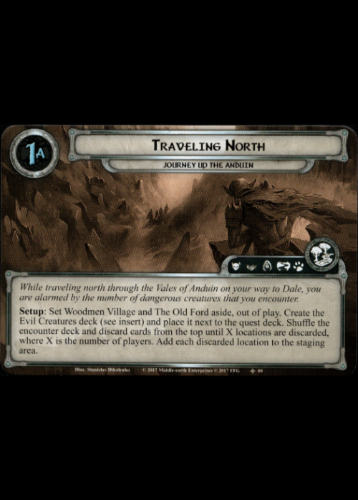 1A
TRAVELING NORTH
JOURNEY UP THE ANDUIN
While traveling north through the Vales of Anduin on your way to Dale, you
are alarmed by the number of dangerous creatures that you encounter.
Setup: Set Woodmen Village and The Old Ford aside, out of play. Create the
Evil Creatures deck (see insert) and place it next to the quest deck. Shuffle the
encounter deck and discard cards from the top until X locations are discarded,
where X is the number of players. Add each discarded location to the staging
area.
Illus. Stanislav © 2017 Middle-earth Enterprises © 2017 FFG